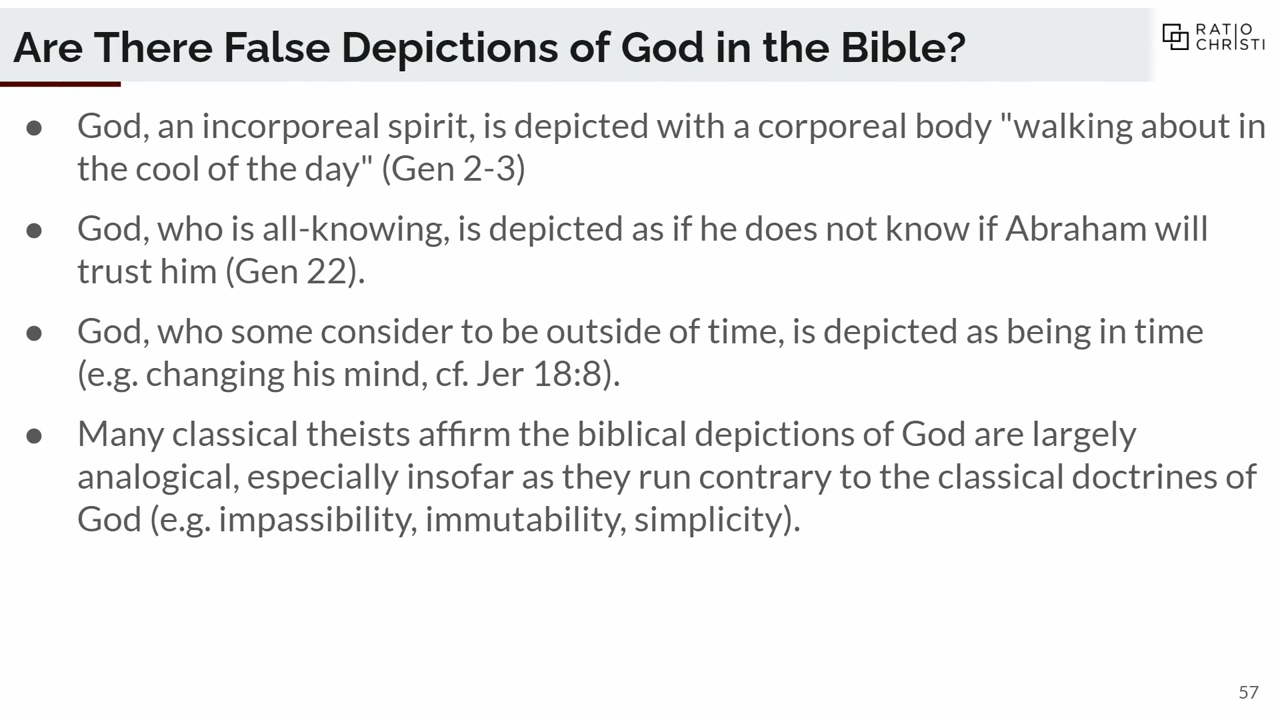 Are There False Depictions of God in the Bible?
RATIO
CHRISTI
● God, an incorporeal spirit, is depicted with a corporeal body "walking about in
the cool of the day" (Gen 2-3)
● God, who is all-knowing, is depicted as if he does not know if Abraham will
trust him (Gen 22).
● God, who some consider to be outside of time, is depicted as being in time
(e.g. changing his mind, cf. Jer 18:8).
● Many classical theists affirm the biblical depictions of God are largely
analogical, especially insofar as they run contrary to the classical doctrines of
God (e.g. impassibility, immutability, simplicity).
57